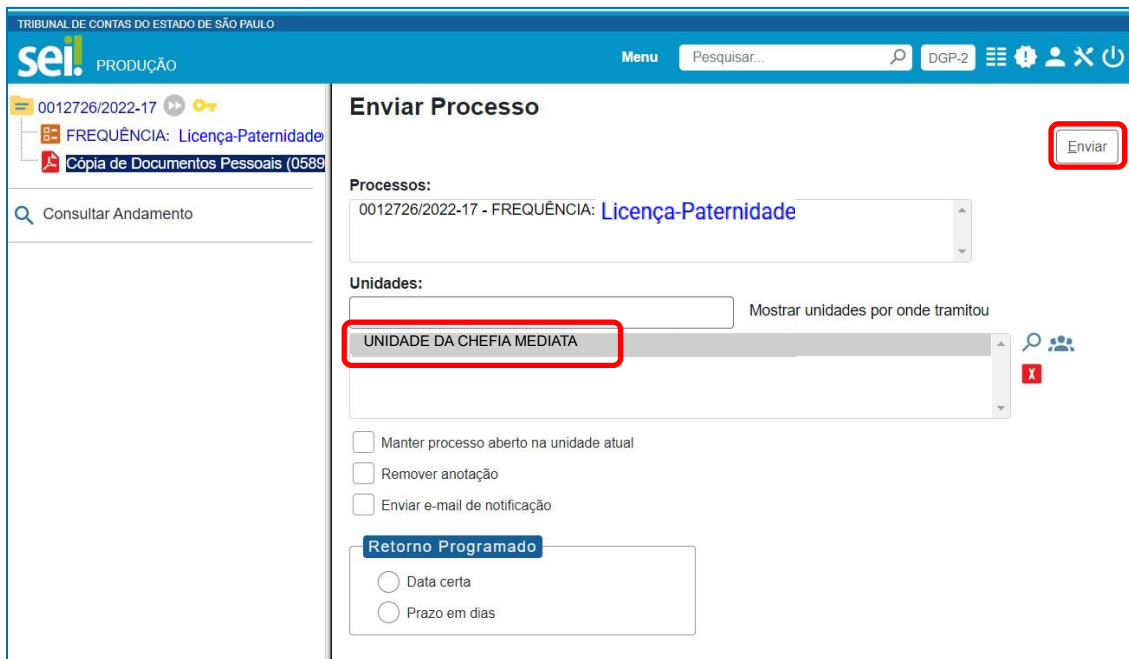 TRIBUNAL DE CONTAS DO ESTADO DE SÃO PAULO
sei! PRODUÇÃO
Menu
Pesquisar...
DGP-2
0012726/2022-17
FREQUÊNCIA: Licença-Paternidade
Cópia de Documentos Pessoais (0589
Consultar Andamento
Enviar Processo
Enviar
Processos:
0012726/2022-17 - FREQUÊNCIA: Licença-Paternidade
Unidades:
Mostrar unidades por onde tramitou
UNIDADE DA CHEFIA MEDIATA
X
Manter processo aberto na unidade atual
Remover anotação
Enviar e-mail de notificação
Retorno Programado
Data certa
Prazo em dias